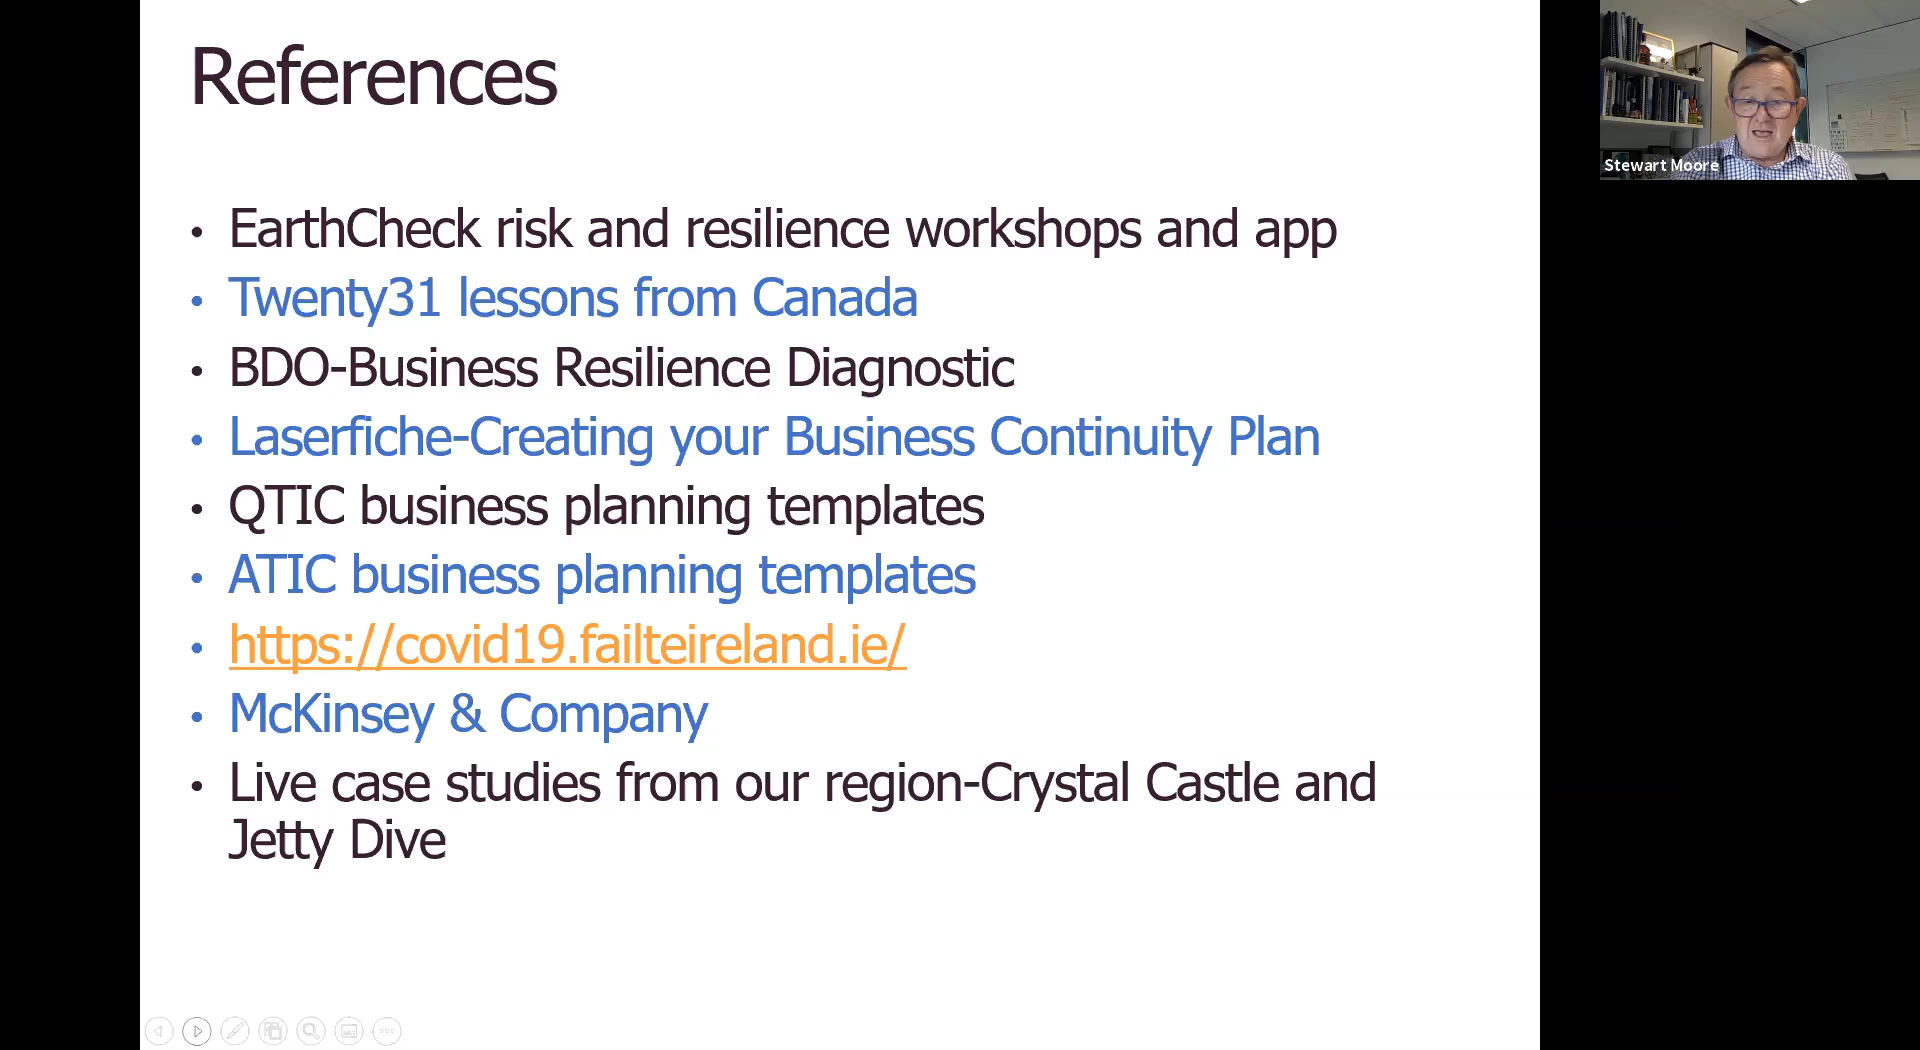 References
• EarthCheck risk and resilience workshops and app
• Twenty31 lessons from Canada
• BDO-Business Resilience Diagnostic
• Laserfiche-Creating your Business Continuity Plan
• QTIC business planning templates
• ATIC business planning templates
• https://covid19.failteireland.ie/
• McKinsey & Company
• Live case studies from our region-Crystal Castle and
Jetty Dive
Stewart Moore